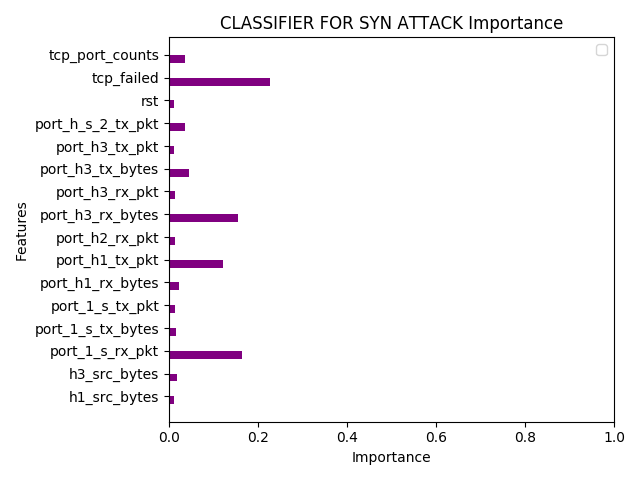 CLASSIFIER FOR SYN ATTACK Importance
tcp_port_counts
tcp_failed
rst
port_h_s_2_tx_pkt
port_h3_tx_pkt
port_h3_tx_bytes
port_h3_rx_pkt
port_h3_rx_bytes
port_h2_rx_pkt
port_h1_tx_pkt
port_h1_rx_bytes
port_1_s_tx_pkt
port_1_s_tx_bytes
port_1_s_rx_pkt
h3_src_bytes
h1_src_bytes
Features
0.0 0.2 0.4 0.6 0.8 1.0
Importance